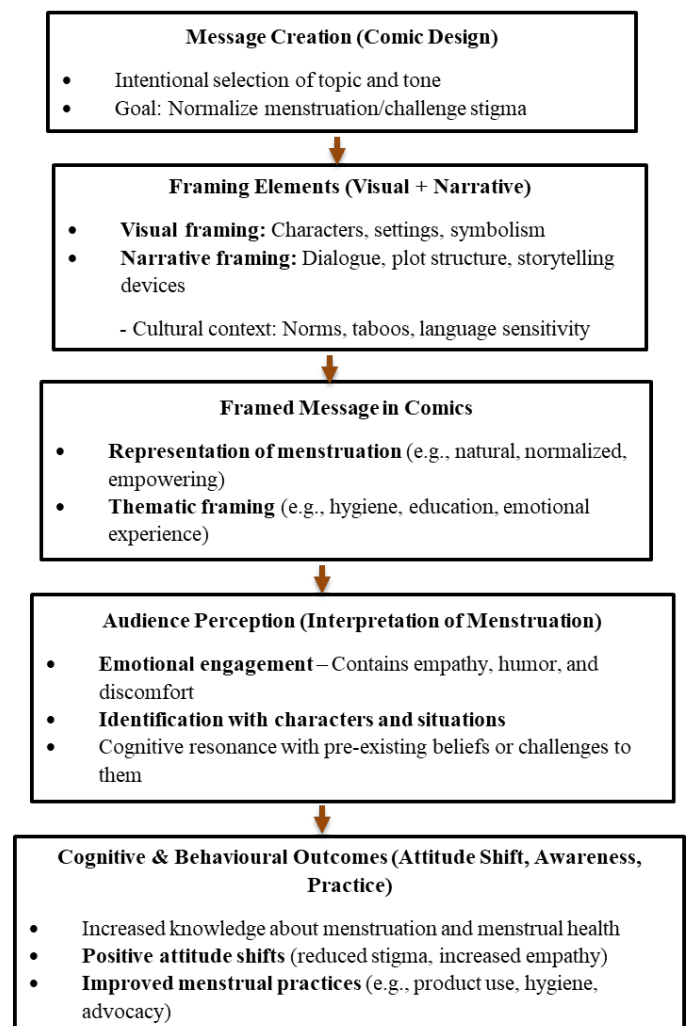 Message Creation (Comic Design)
• Intentional selection of topic and tone
• Goal: Normalize menstruation/challenge stigma
Framing Elements (Visual + Narrative)
• Visual framing: Characters, settings, symbolism
• Narrative framing: Dialogue, plot structure, storytelling
devices
- Cultural context: Norms, taboos, language sensitivity
Framed Message in Comics
• Representation of menstruation (e.g., natural, normalized,
empowering)
• Thematic framing (e.g., hygiene, education, emotional
experience)
Audience Perception (Interpretation of Menstruation)
• Emotional engagement – Contains empathy, humor, and
discomfort
• Identification with characters and situations
• Cognitive resonance with pre-existing beliefs or challenges to
them
Cognitive & Behavioural Outcomes (Attitude Shift, Awareness,
Practice)
• Increased knowledge about menstruation and menstrual health
• Positive attitude shifts (reduced stigma, increased empathy)
• Improved menstrual practices (e.g., product use, hygiene,
advocacy)